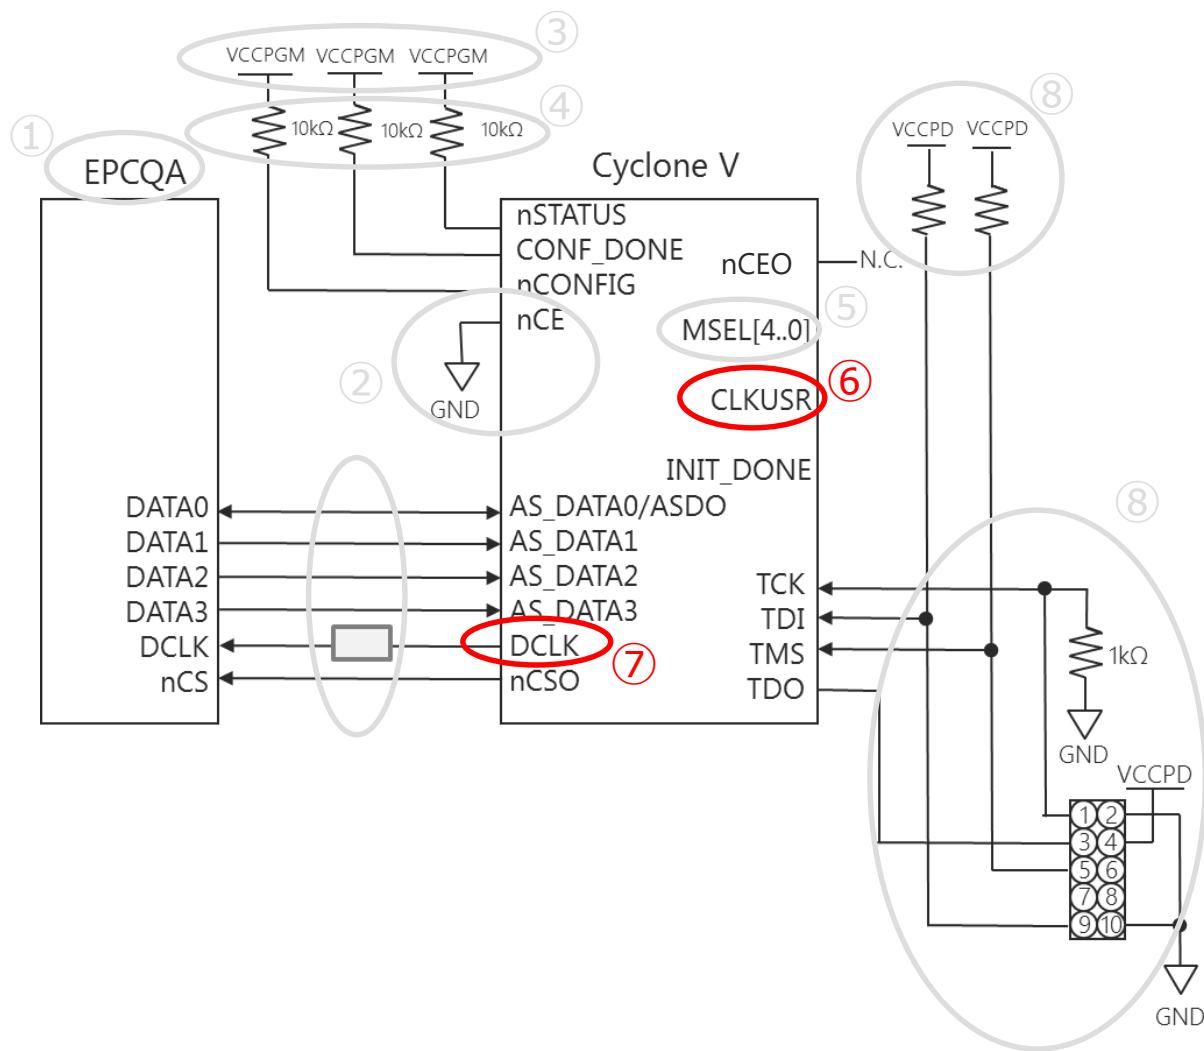 ③
VCCPGM VCCPGM VCCPGM
④
10kΩ 10kΩ 10kΩ
①
EPCQA
Cyclone V
⑧
VCCPD VCCPD
nSTATUS
CONF_DONE
nCONFIG
nCE
GND
②
nCEO
N.C.
⑤
MSEL[4..0]
⑥
CLKUSR
INIT_DONE
DATA0
DATA1
DATA2
DATA3
DCLK
nCS
AS_DATA0/ASDO
AS_DATA1
AS_DATA2
AS_DATA3
DCLK
nCSO
⑦
TCK
TDI
TMS
TDO
⑧
1kΩ
GND
VCCPD
① ②
③ ④
⑤ ⑥
⑦ ⑧
⑨ ⑩
GND